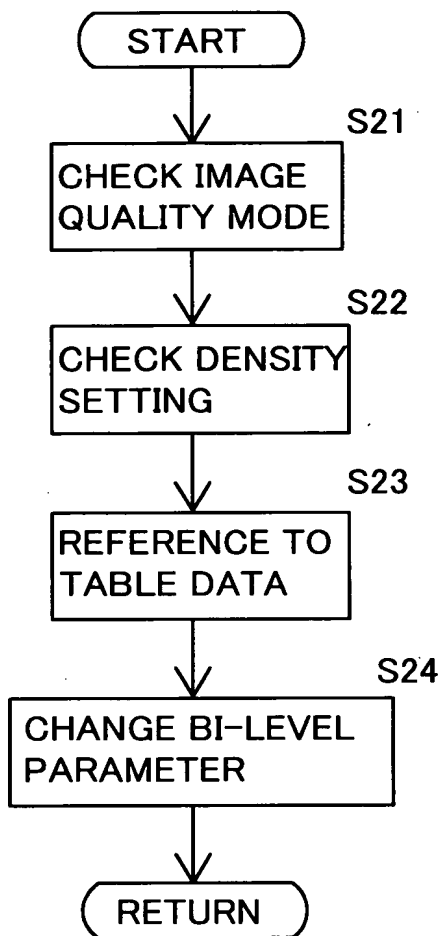 START
S21
CHECK IMAGE
QUALITY MODE
S22
CHECK DENSITY
SETTING
S23
REFERENCE TO
TABLE DATA
S24
CHANGE BI-LEVEL
PARAMETER
RETURN